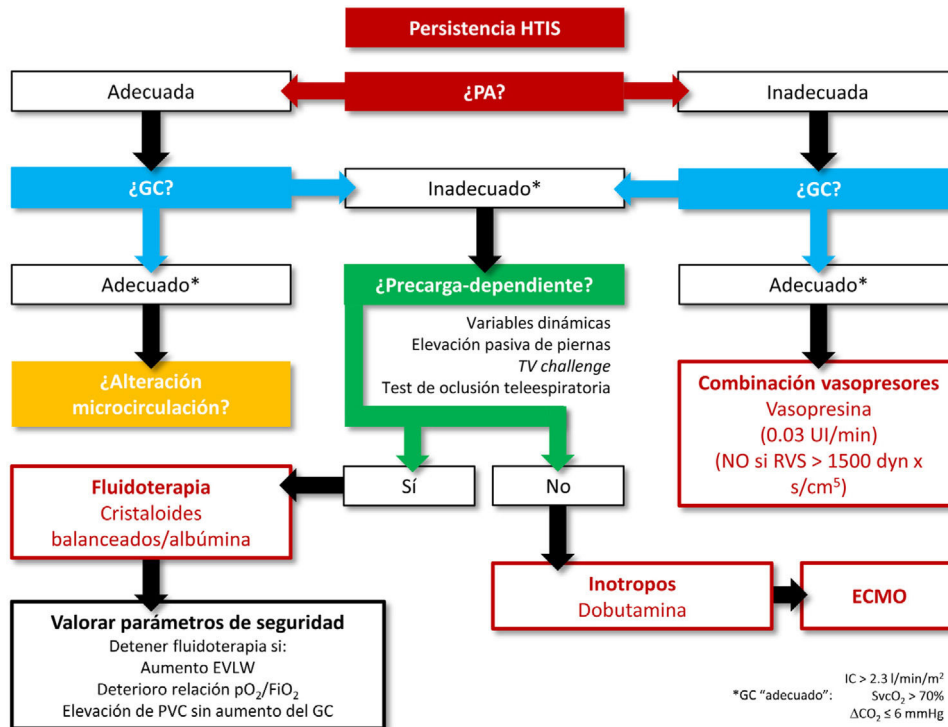 Persistencia HTIS
Adecuada
¿PA?
Inadecuada
¿GC?
Inadecuado*
¿GC?
Adecuado*
¿Precarga-dependiente?
Adecuado*
Variables dinámicas
Elevación pasiva de piernas
TV challenge
Test de oclusión teleespiratoria
¿Alteración
microcirculación?
Combinación vasopresores
Vasopresina
(0.03 UI/min)
(NO si RVS > 1500 dyn x
s/cm⁵)
Sí
No
Fluidoterapia
Cristaloides
balanceados/albúmina
Inotropos
Dobutamina
ECMO
Valorar parámetros de seguridad
Detener fluidoterapia si:
Aumento EVLW
Deterioro relación pO₂/FiO₂
Elevación de PVC sin aumento del GC
*GC "adecuado":
IC > 2.3 l/min/m²
SvcO₂ > 70%
ΔCO₂ ≤ 6 mmHg